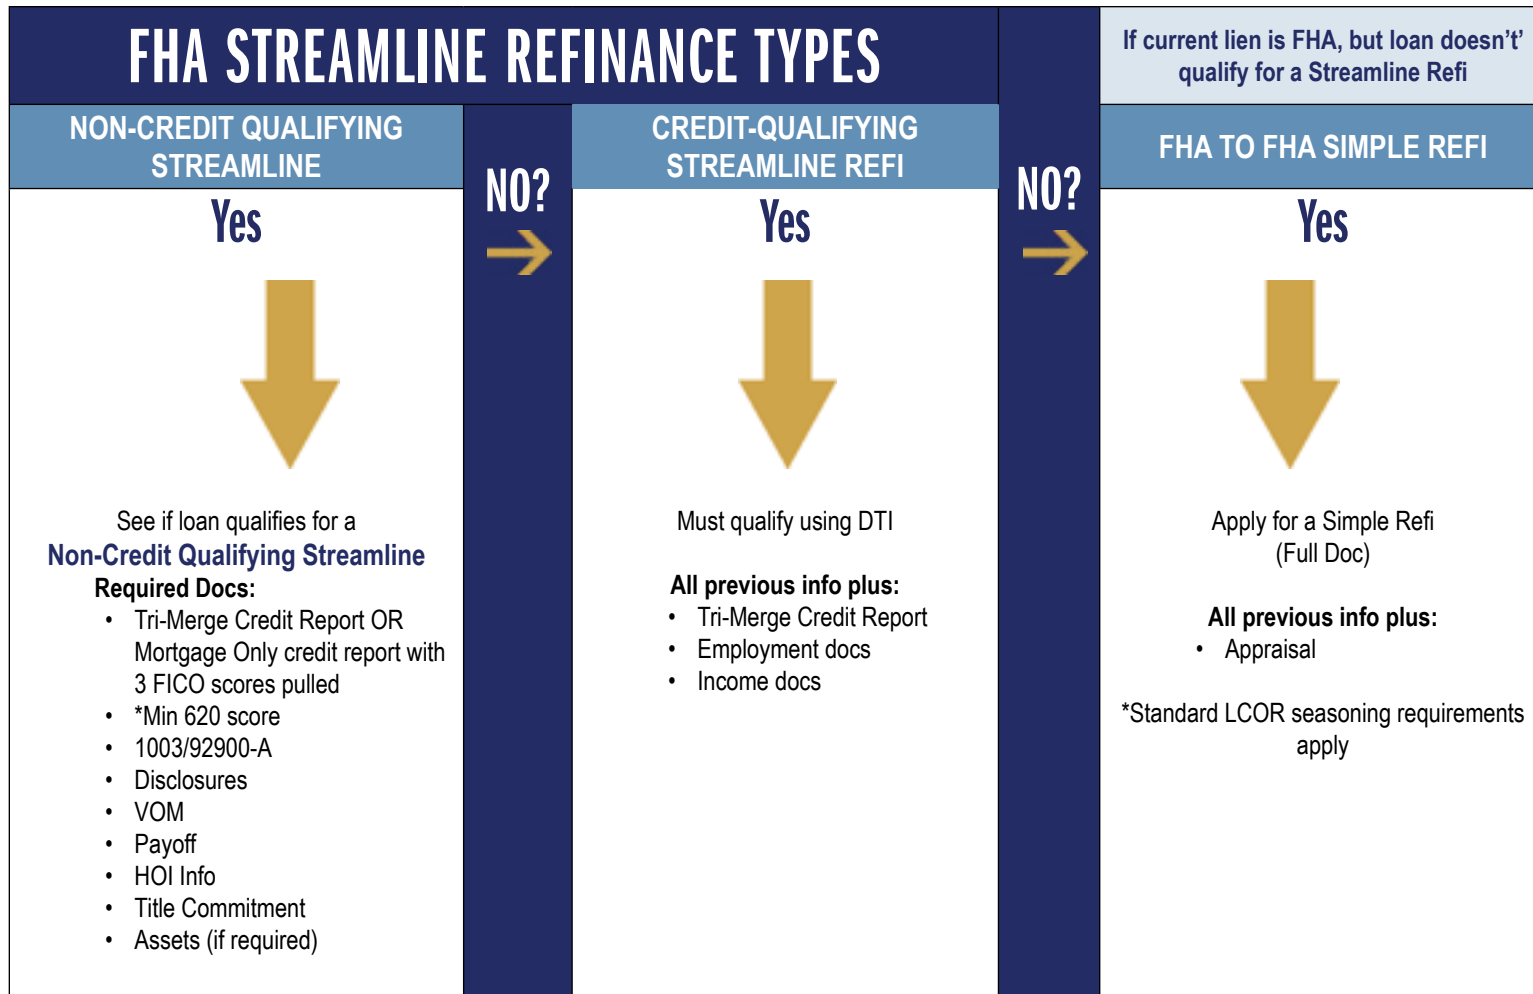 FHA STREAMLINE REFINANCE TYPES
If current lien is FHA, but loan doesn't'
qualify for a Streamline Refi
NON-CREDIT QUALIFYING
STREAMLINE
Yes
See if loan qualifies for a
Non-Credit Qualifying Streamline
Required Docs:
• Tri-Merge Credit Report OR
Mortgage Only credit report with
3 FICO scores pulled
• *Min 620 score
• 1003/92900-A
• Disclosures
• VOM
• Payoff
• HOI Info
• Title Commitment
• Assets (if required)
NO?
CREDIT-QUALIFYING
STREAMLINE REFI
Yes
Must qualify using DTI
All previous info plus:
• Tri-Merge Credit Report
• Employment docs
• Income docs
NO?
FHA TO FHA SIMPLE REFI
Yes
Apply for a Simple Refi
(Full Doc)
All previous info plus:
• Appraisal
*Standard LCOR seasoning requirements
apply